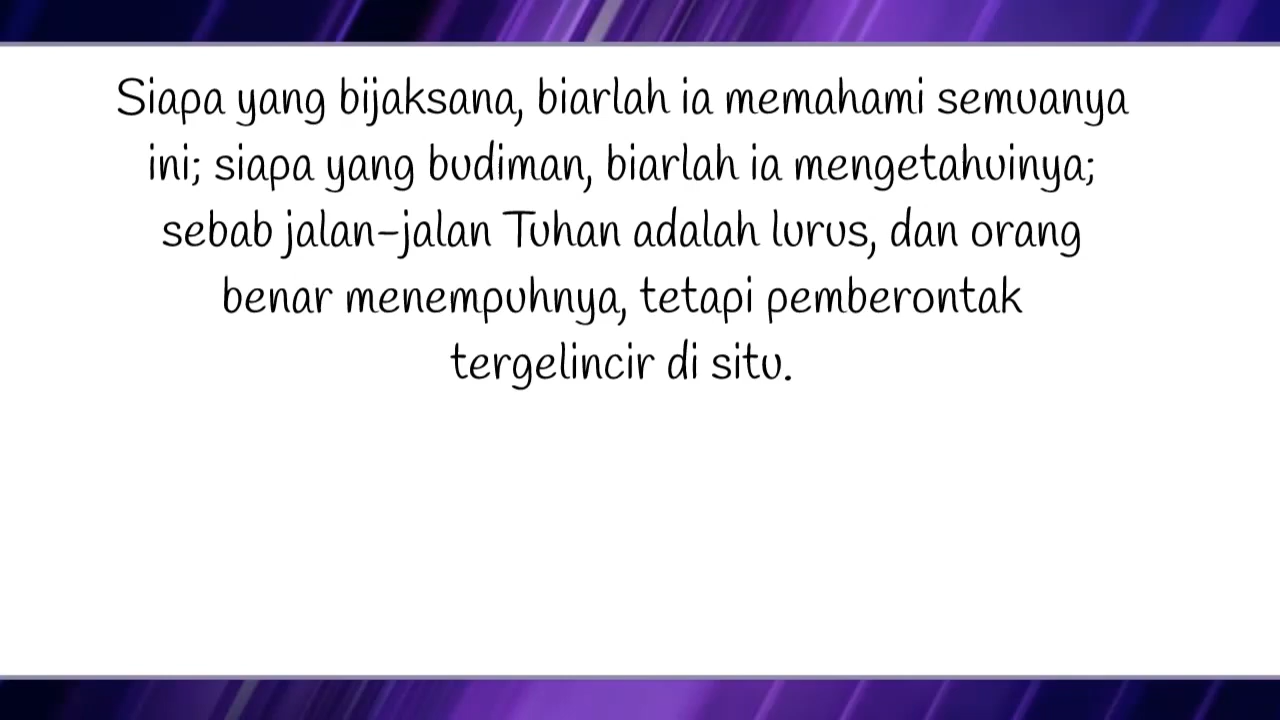 Siapa yang bijaksana, biarlah ia memahami semuanya
ini; siapa yang budiman, biarlah ia mengetahuinya;
sebab jalan-jalan Tuhan adalah lurus, dan orang
benar menempuhnya, tetapi pemberontak
tergelincir di situ.